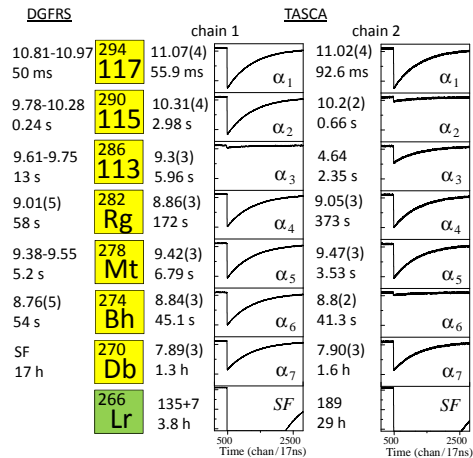 DGFRS TASCA
chain 1 chain 2
10.81-10.97 294 11.07(4) 11.02(4)
50 ms 117 55.9 ms α1 92.6 ms α1
9.78-10.28 290 10.31(4) 10.2(2)
0.24 s 115 2.98 s α2 0.66 s α2
9.61-9.75 286 9.3(3) 4.64
13 s 113 5.96 s α3 2.35 s α3
9.01(5) 282 8.86(3) 9.05(3)
58 s Rg 172 s α4 373 s α4
9.38-9.55 278 9.42(3) 9.47(3)
5.2 s Mt 6.79 s α5 3.53 s α5
8.76(5) 274 8.84(3) 8.8(2)
54 s Bh 45.1 s α6 41.3 s α6
SF 270 7.89(3) 7.90(3)
17 h Db 1.3 h α7 1.6 h α7
266 135+7 SF 189 SF
Lr 3.8 h 29 h
500 2500 500 2500
Time (chan/17ns) Time (chan/17ns)